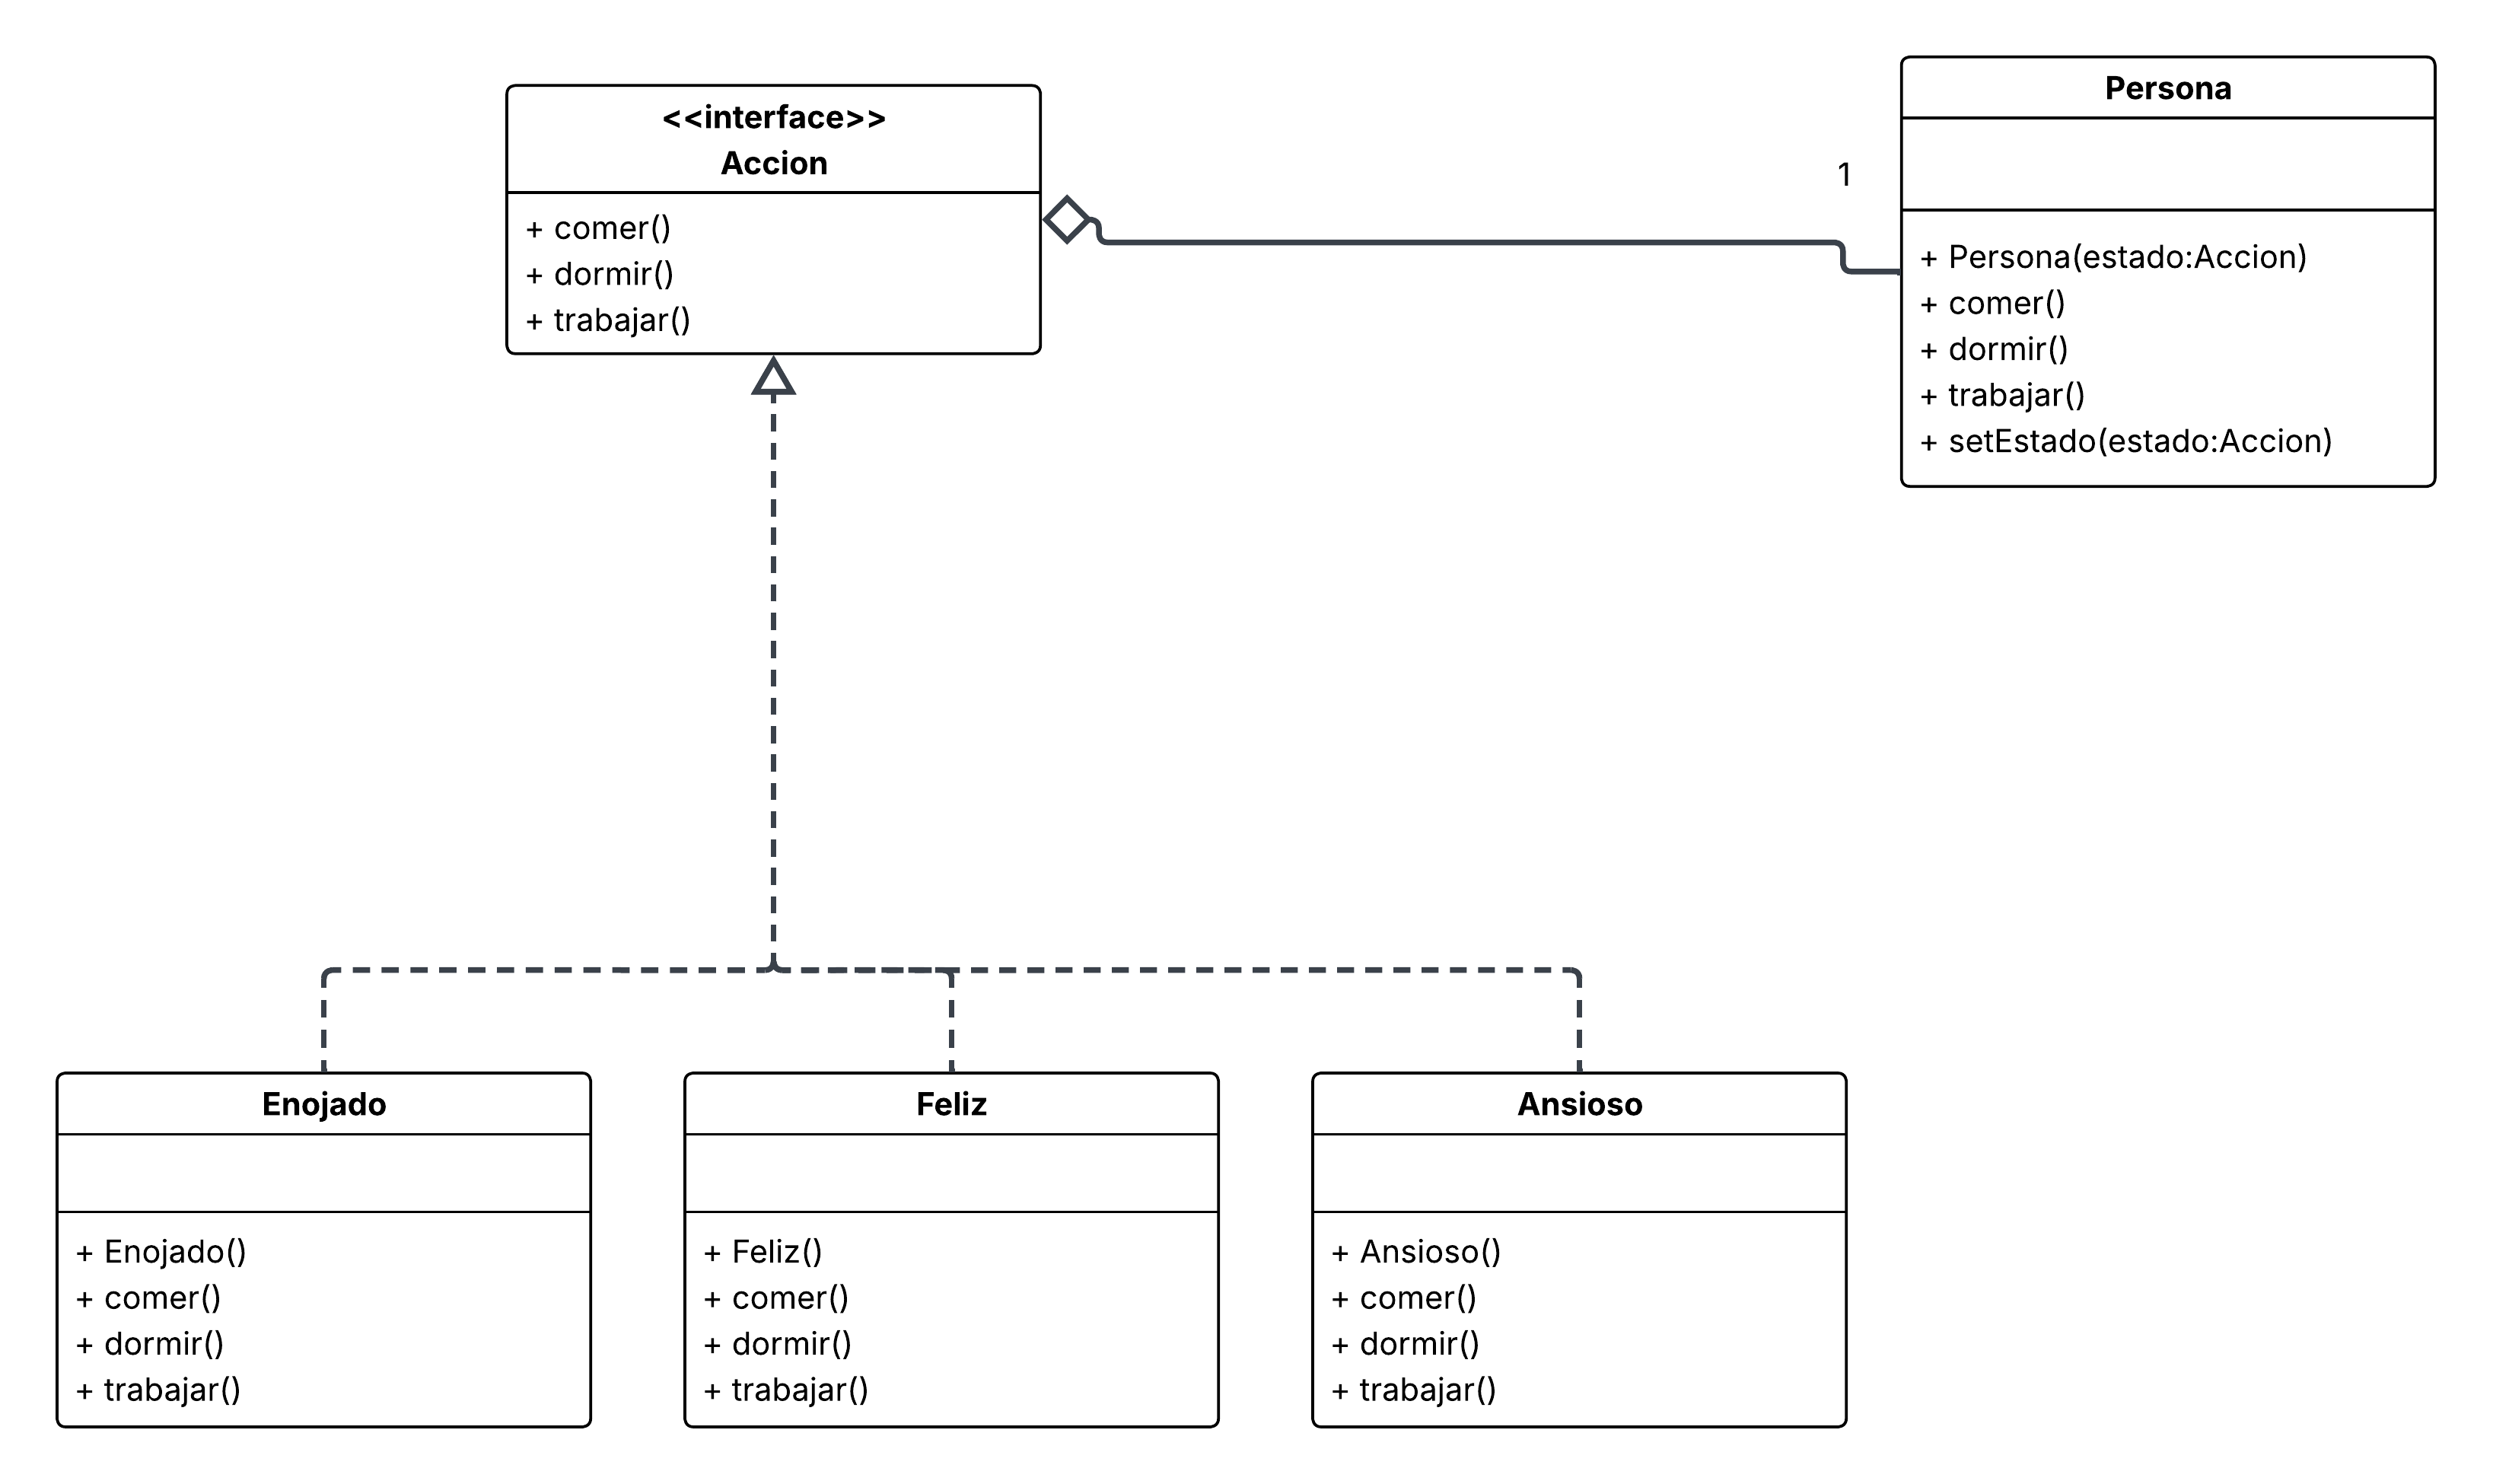 <<interface>>
Accion
+ comer()
+ dormir()
+ trabajar()
1
Persona
+ Persona(estado:Accion)
+ comer()
+ dormir()
+ trabajar()
+ setEstado(estado:Accion)
Enojado
+ Enojado()
+ comer()
+ dormir()
+ trabajar()
Feliz
+ Feliz()
+ comer()
+ dormir()
+ trabajar()
Ansioso
+ Ansioso()
+ comer()
+ dormir()
+ trabajar()